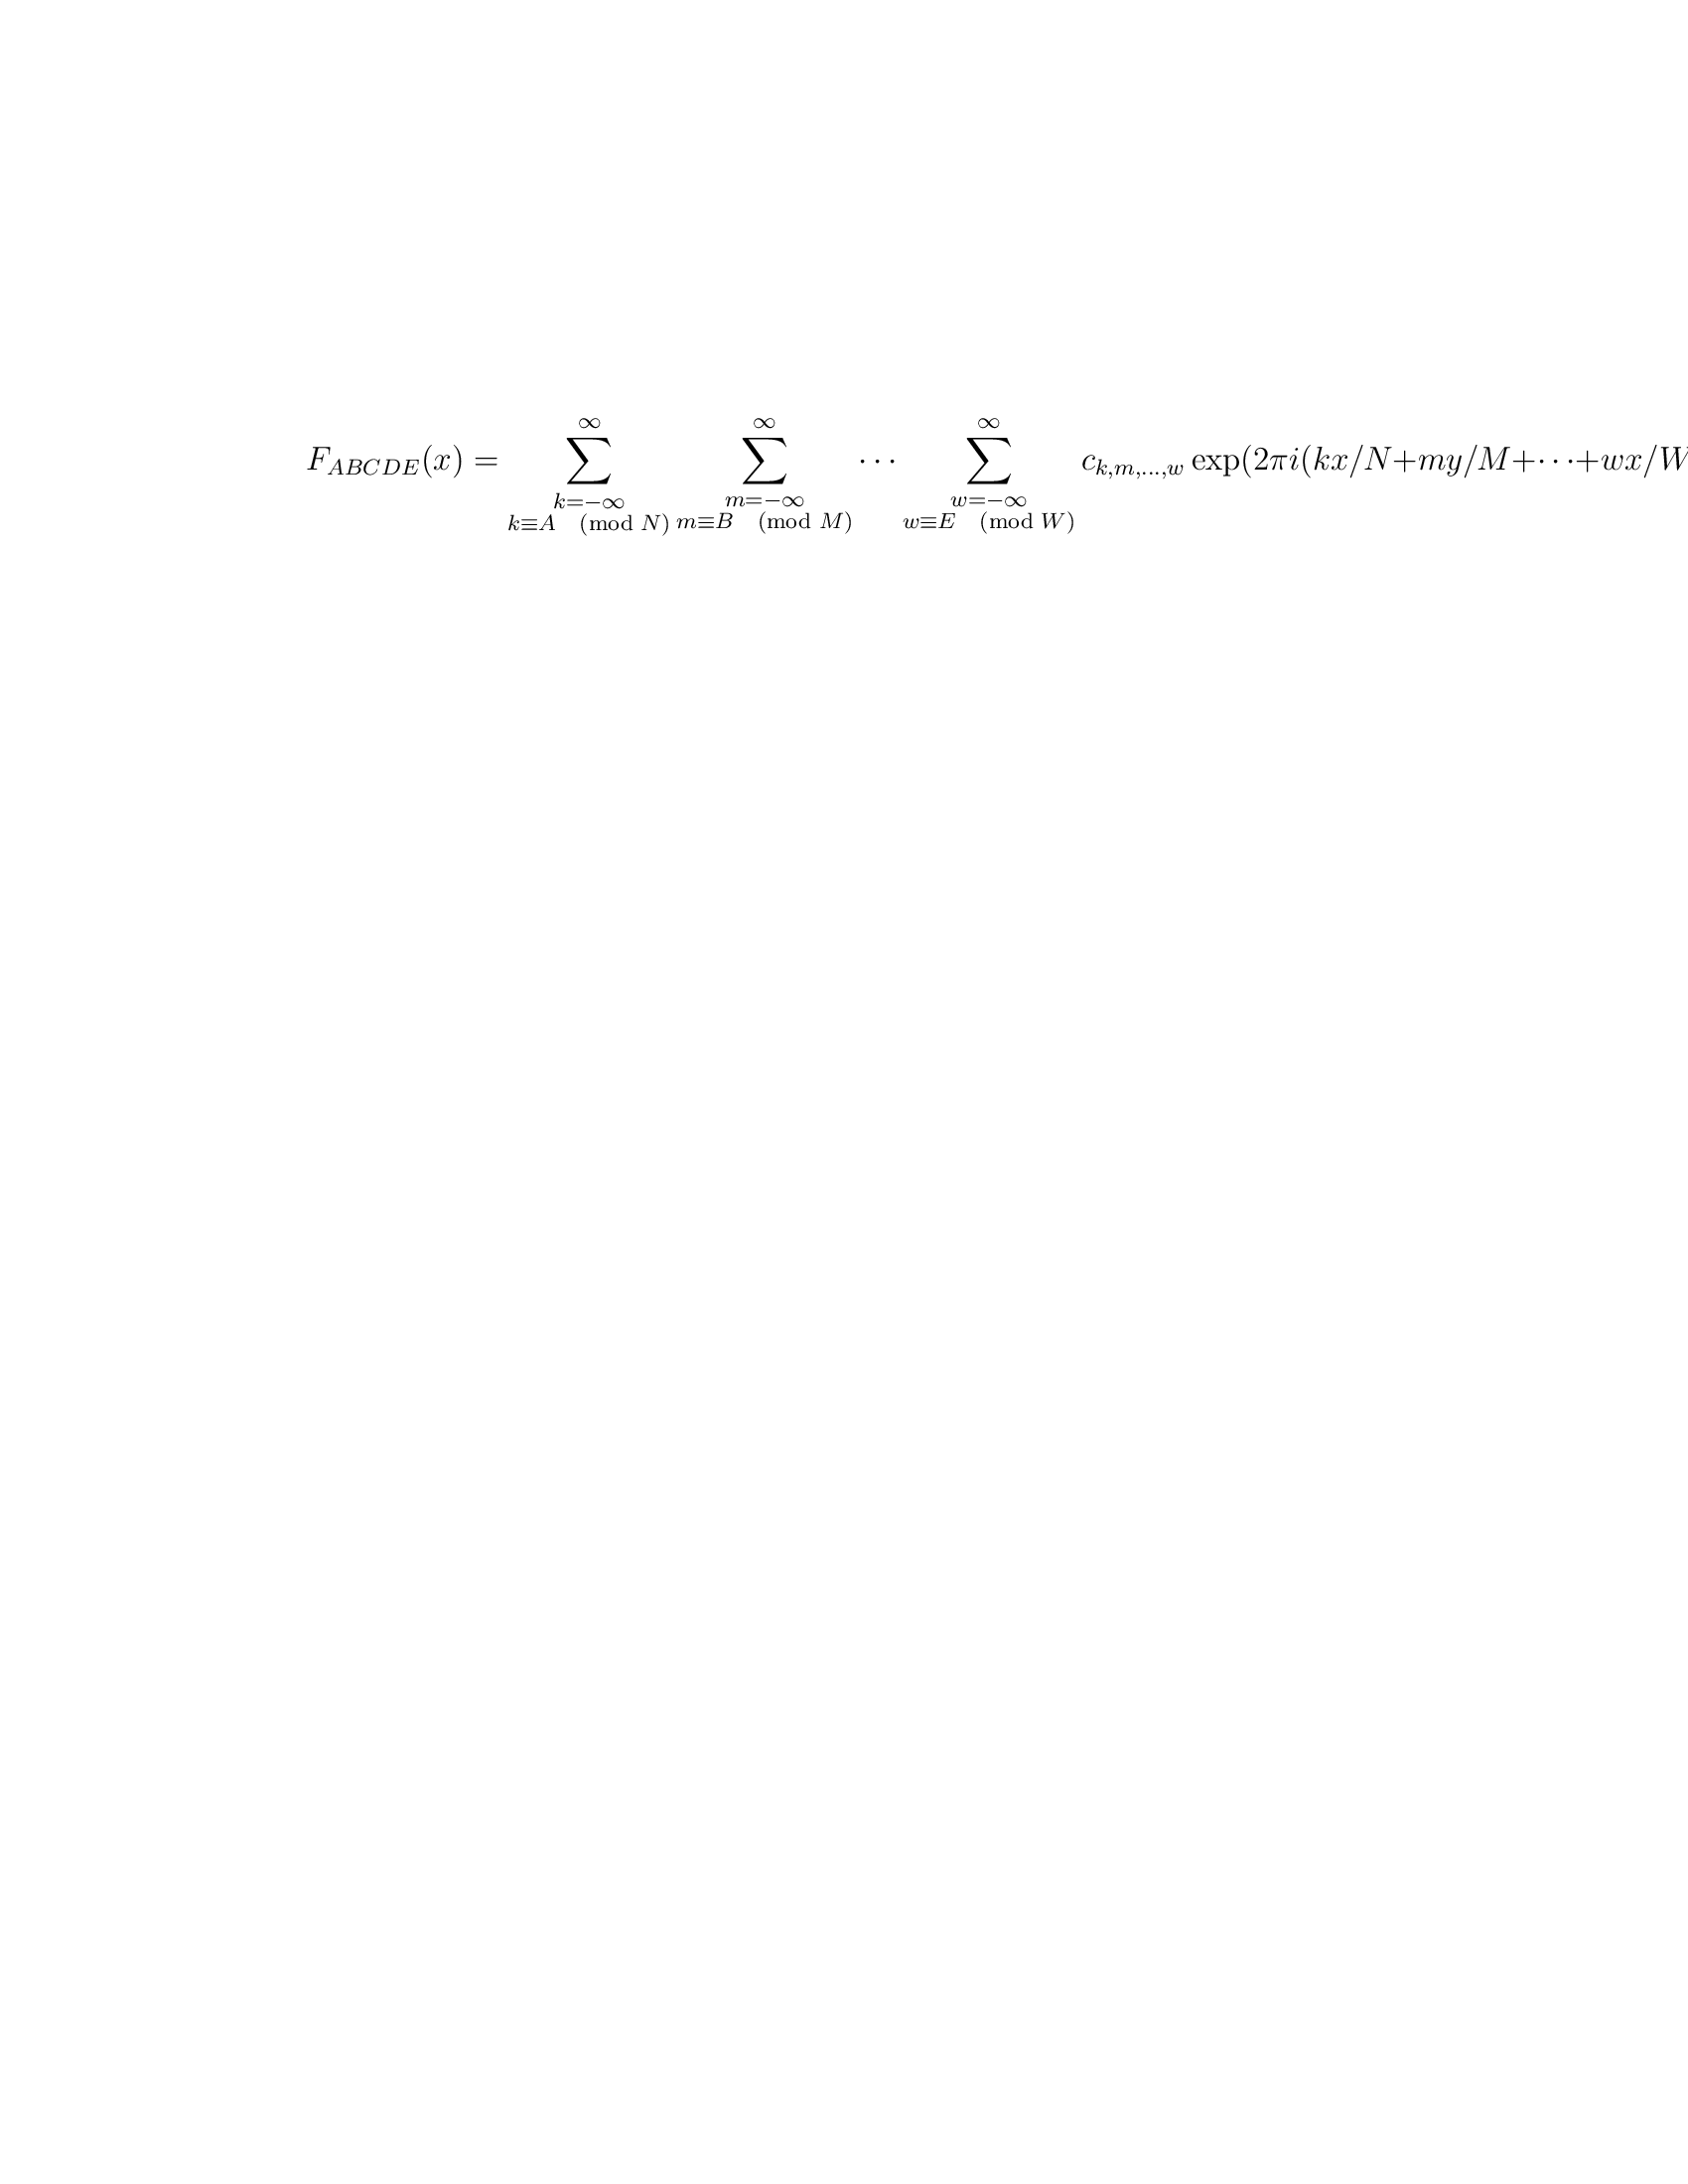 $F_{ABCDE}(x) = \sum_{\substack{k=-\infty \\ k \equiv A \pmod{N}}}^{\infty} \sum_{\substack{m=-\infty \\ m \equiv B \pmod{M}}}^{\infty} \cdots \sum_{\substack{w=-\infty \\ w \equiv E \pmod{W}}}^{\infty} c_{k,m,\ldots,w} \exp(2\pi i(kx/N + my/M + \cdots + wx/W$